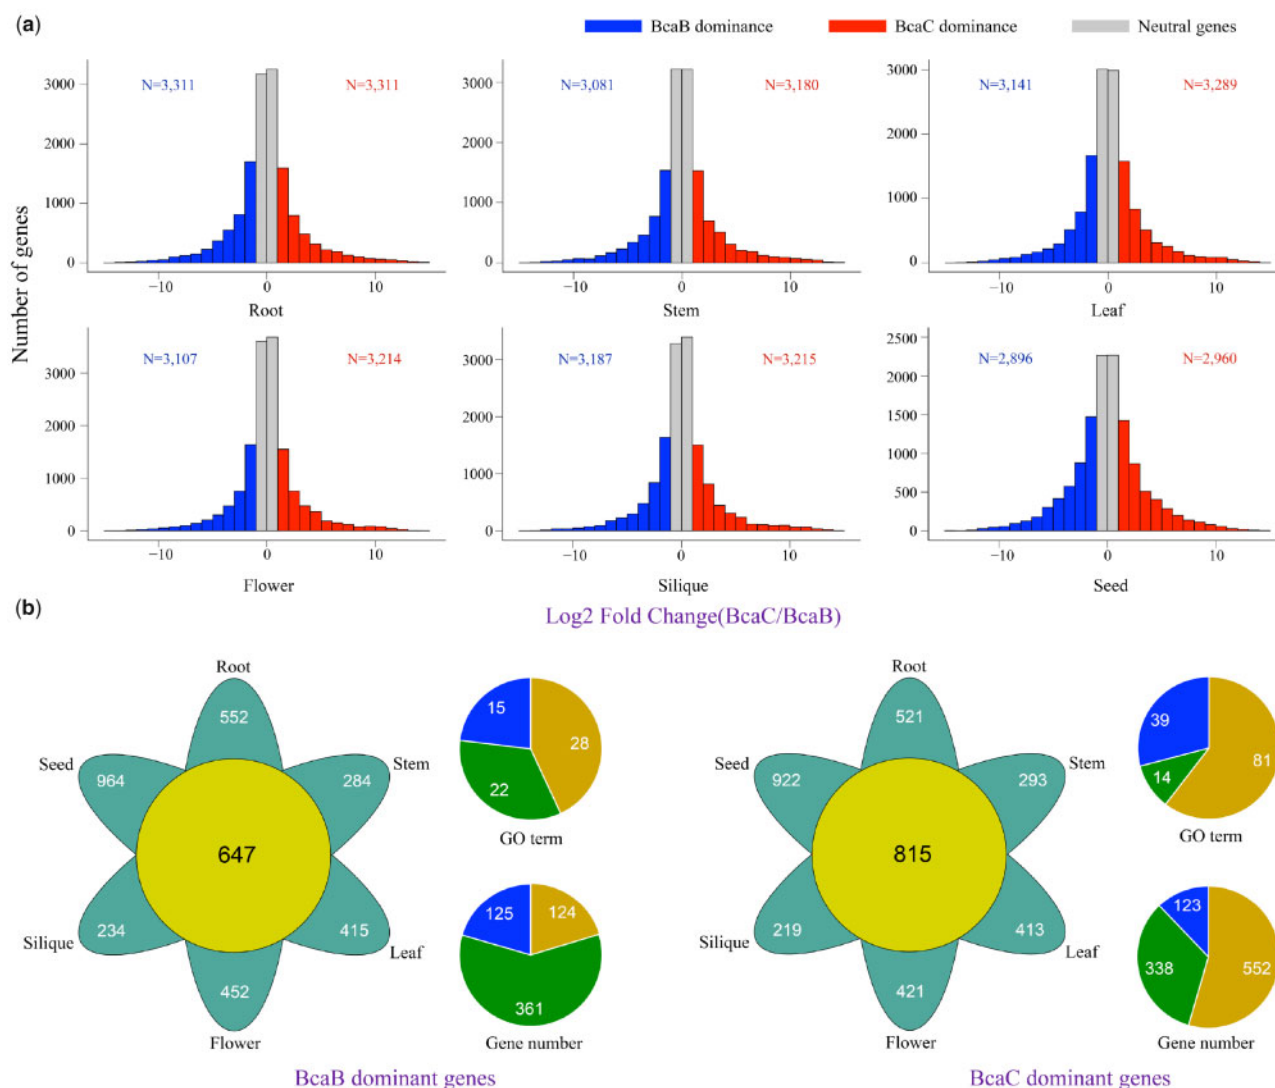 (a)
BcaB dominance BcaC dominance Neutral genes
Number of genes
3000
2000
1000
0
N=3,311 N=3,311
−10 0 10
Root
3000
2000
1000
0
N=3,081 N=3,180
−10 0 10
Stem
3000
2000
1000
0
N=3,141 N=3,289
−10 0 10
Leaf
3000
2000
1000
0
N=3,107 N=3,214
−10 0 10
Flower
3000
2000
1000
0
N=3,187 N=3,215
−10 0 10
Silique
2500
2000
1500
1000
500
0
N=2,896 N=2,960
−10 0 10
Seed
Log2 Fold Change(BcaC/BcaB)
(b)
Root
552
Seed
964
Stem
284
647
Silique
234
Leaf
415
452
Flower
15
28
22
GO term
125
124
361
Gene number
BcaB dominant genes
Root
521
Seed
922
Stem
293
815
Silique
219
Leaf
413
421
Flower
39
81
14
GO term
123
338
552
Gene number
BcaC dominant genes